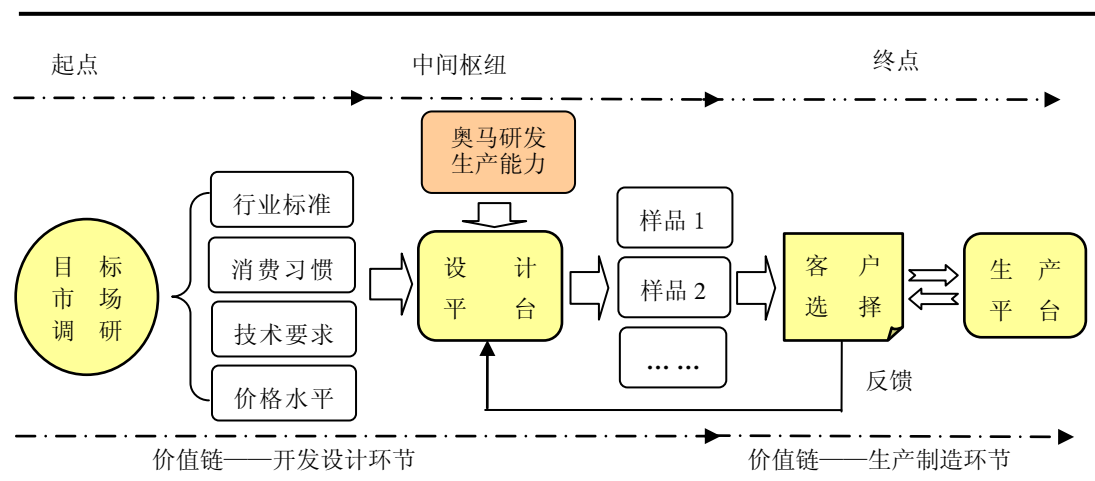 起点
中间枢纽
终点
奥马研发
生产能力
行业标准
消费习惯
技术要求
价格水平
目 标
市 场
调 研
设 计
平 台
样品 1
样品 2
... ...
客 户
选 择
生 产
平 台
反馈
价值链——开发设计环节
价值链——生产制造环节